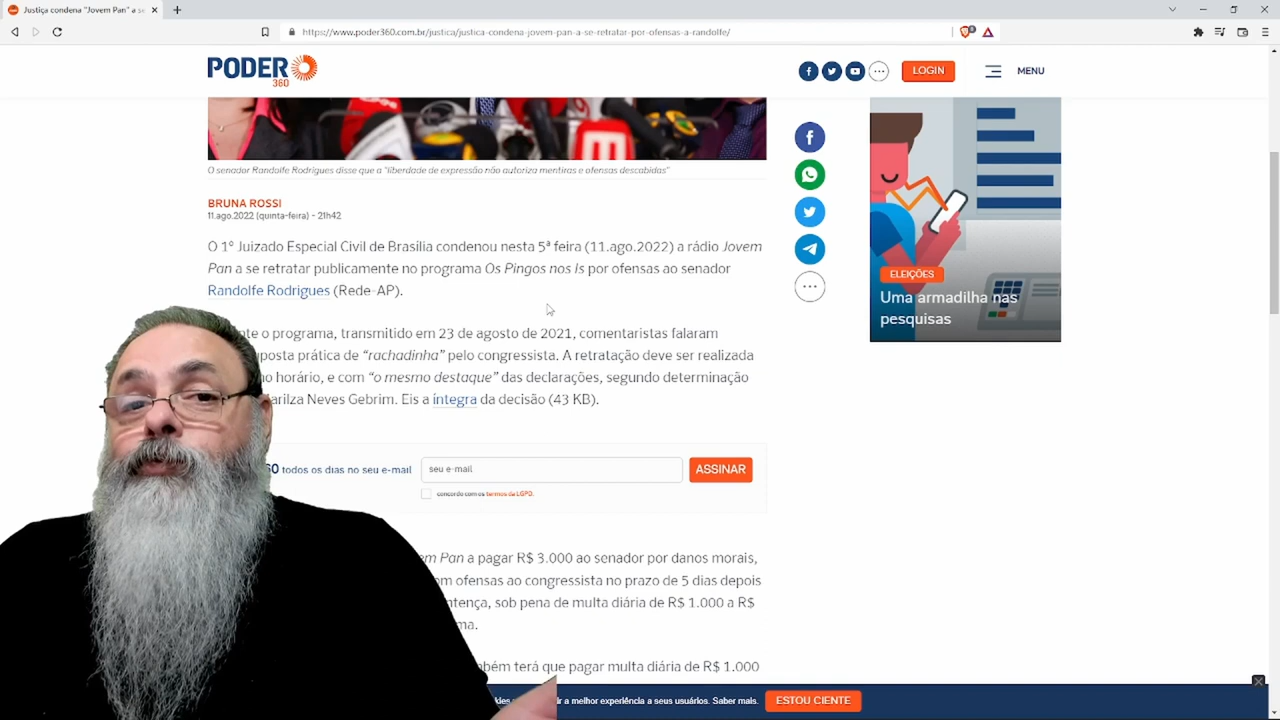 Justiça condena "Jovem Pan" a se
https://www.poder360.com.br/justica/justica-condena-jovem-pan-a-se-retratar-por-ofensas-a-randolfe/
PODER
360
LOGIN
MENU
O senador Randolfe Rodrigues disse que a "liberdade de expressão não autoriza mentiras e ofensas descabidas"
BRUNA ROSSI
11.ago.2022 (quinta-feira) - 21h42
O 1º Juizado Especial Civil de Brasília condenou nesta 5ª feira (11.ago.2022) a rádio Jovem
Pan a se retratar publicamente no programa Os Pingos nos Is por ofensas ao senador
Randolfe Rodrigues (Rede-AP).
o programa, transmitido em 23 de agosto de 2021, comentaristas falaram
prática de "rachadinha" pelo congressista. A retratação deve ser realizada
horário, e com "o mesmo destaque" das declarações, segundo determinação
Neves Gebrim. Eis a íntegra da decisão (43 KB).
todos os dias no seu e-mail
seu e-mail
ASSINAR
concordo com os termos da LGPD.
Pan a pagar R$ 3.000 ao senador por danos morais,
ofensas ao congressista no prazo de 5 dias depois
sob pena de multa diária de R$ 1.000 a R$
terá que pagar multa diária de R$ 1.000
a melhor experiência a seus usuários. Saber mais.
ESTOU CIENTE
ELEIÇÕES
Uma armadilha nas
pesquisas